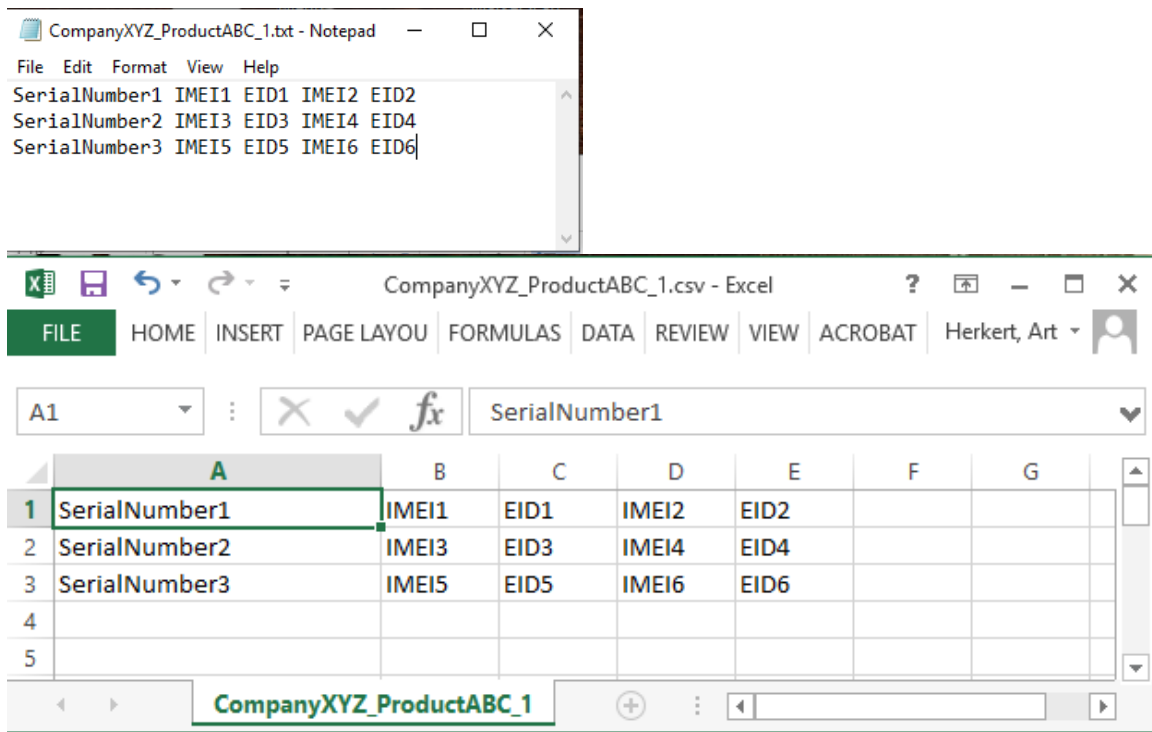 CompanyXYZ_ProductABC_1.txt - Notepad
File Edit Format View Help
SerialNumber1 IMEI1 EID1 IMEI2 EID2
SerialNumber2 IMEI3 EID3 IMEI4 EID4
SerialNumber3 IMEI5 EID5 IMEI6 EID6
CompanyXYZ_ProductABC_1.csv - Excel ?
FILE HOME INSERT PAGE LAYOU FORMULAS DATA REVIEW VIEW ACROBAT Herkert, Art
A1 fx SerialNumber1
A B C D E F G
1 SerialNumber1 IMEI1 EID1 IMEI2 EID2
2 SerialNumber2 IMEI3 EID3 IMEI4 EID4
3 SerialNumber3 IMEI5 EID5 IMEI6 EID6
4
5
CompanyXYZ_ProductABC_1